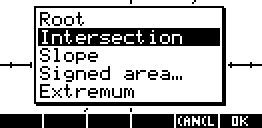 Root
Intersection
Slope
Signed area…
Extremum
CANCL OK